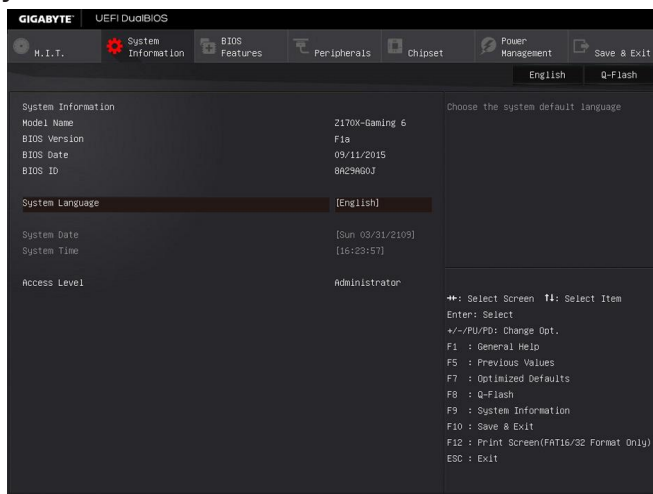 GIGABYTE™ UEFI DualBIOS
M.I.T. System Information BIOS Features Peripherals Chipset Power Management Save & Exit
English Q-Flash
System Information
Model Name Z170X-Gaming 6
BIOS Version F1a
BIOS Date 09/11/2015
BIOS ID 8A29AG0J
System Language [English]
System Date [Sun 03/31/2109]
System Time [16:23:57]
Access Level Administrator
Choose the system default language
→←: Select Screen ↑↓: Select Item
Enter: Select
+/-/PU/PD: Change Opt.
F1 : General Help
F5 : Previous Values
F7 : Optimized Defaults
F8 : Q-Flash
F9 : System Information
F10 : Save & Exit
F12 : Print Screen(FAT16/32 Format Only)
ESC : Exit